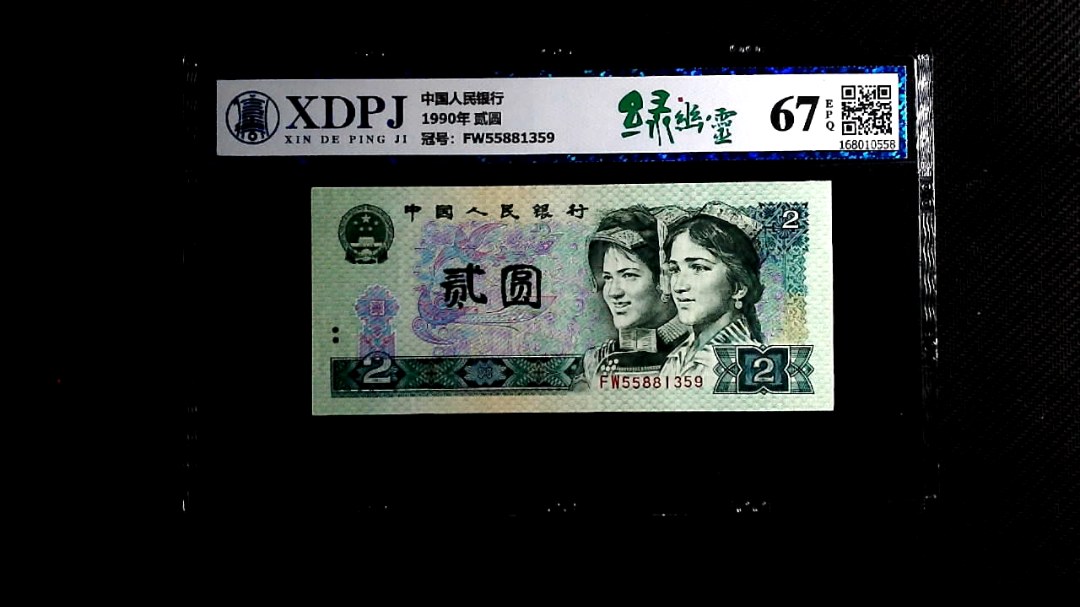 XDPJ
XIN DE PING JI
中国人民银行
1990年 贰圆
冠号：FW55881359
绿幽灵
67
EPQ
168010558
中国人民银行
2
贰圆
2
FW55881359
2